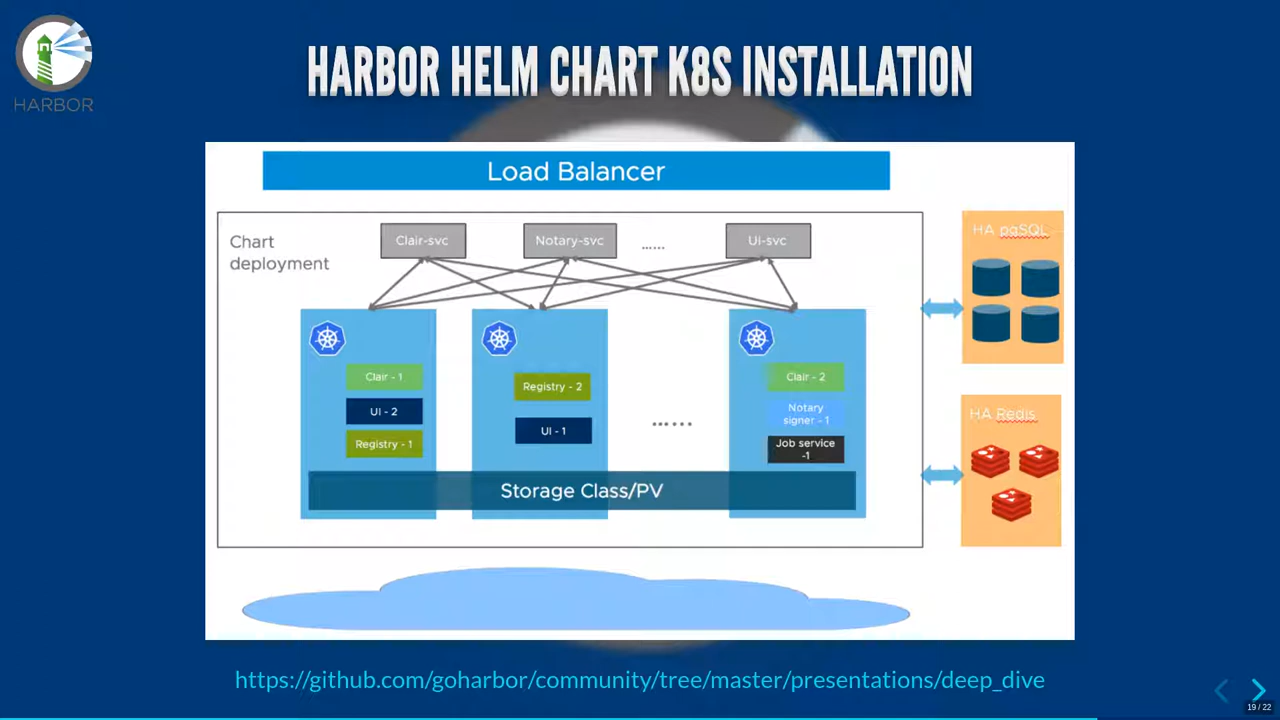 HARBOR
HARBOR HELM CHART K8S INSTALLATION
Load Balancer
Chart
deployment
Clair-svc
Notary-svc
......
UI-svc
HA pgSQL
Clair - 1
UI - 2
Registry - 1
Registry - 2
UI - 1
......
Clair - 2
Notary
signer - 1
Job service
-1
Storage Class/PV
HA Redis
https://github.com/goharbor/community/tree/master/presentations/deep_dive
19 / 22